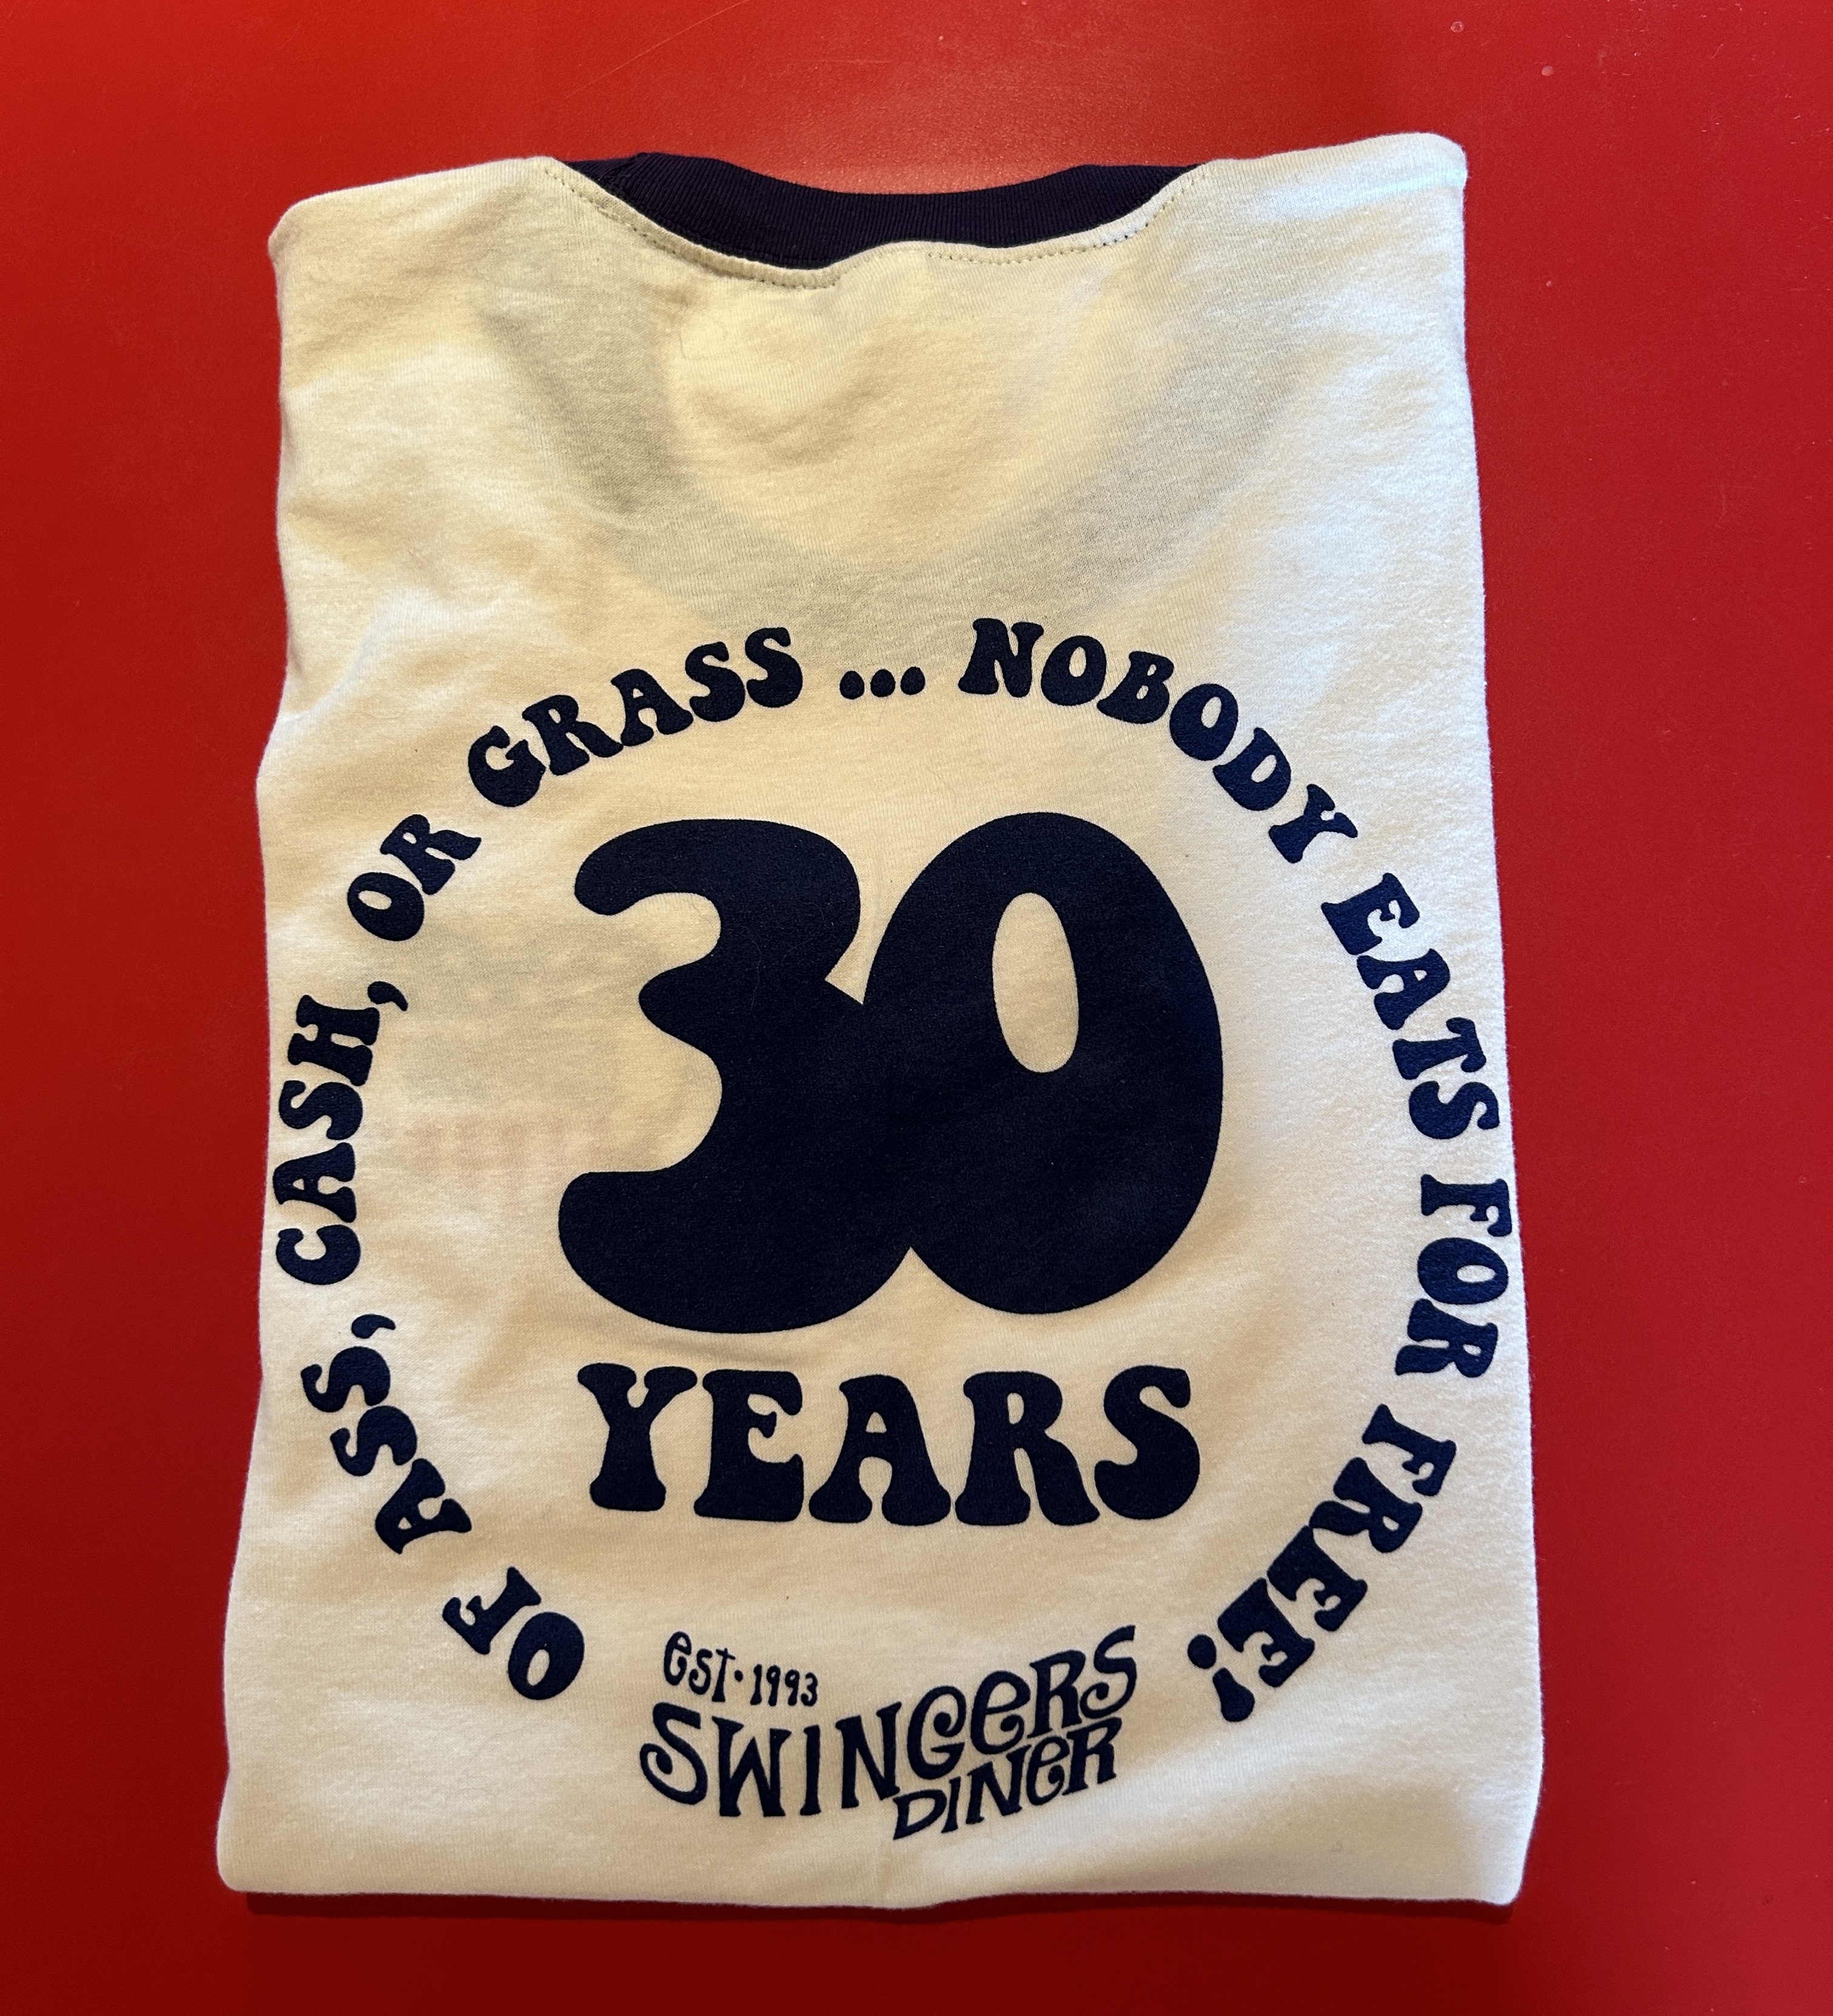 30
YEARS
OF ASS, CASH, OR GRASS ... NOBODY EATS FOR FREE!
EST·1993
SWINGERS
DINER